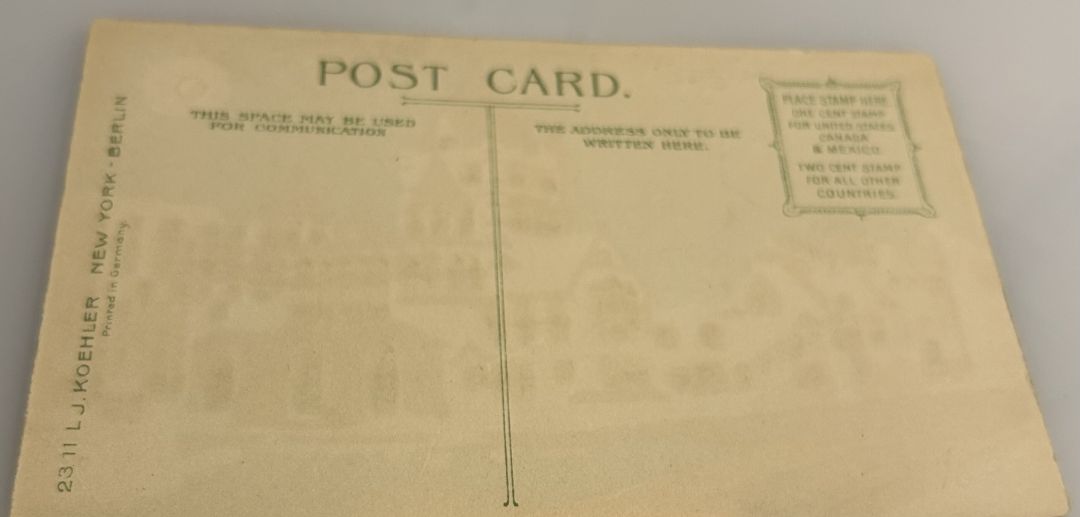 POST CARD.
THIS SPACE MAY BE USED
FOR COMMUNICATION
THE ADDRESS ONLY TO BE
WRITTEN HERE.
PLACE STAMP HERE.
ONE CENT STAMP
FOR UNITED STATES
CANADA
& MEXICO.
TWO CENT STAMP
FOR ALL OTHER
COUNTRIES.
23 11 L J. KOEHLER NEW YORK - BERLIN
Printed in Germany.